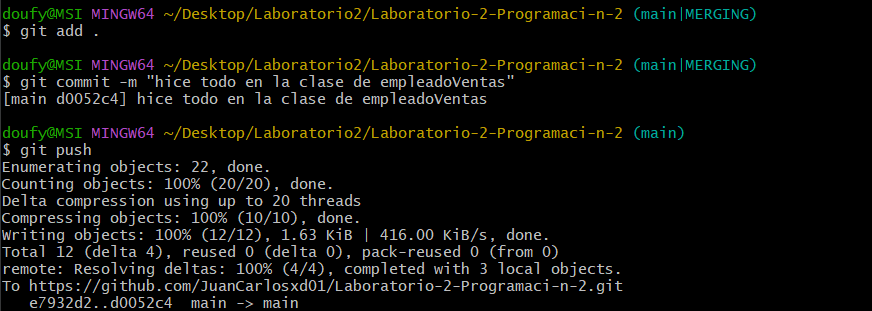 doufy@MSI MINGW64 ~/Desktop/Laboratorio2/Laboratorio-2-Programaci-n-2 (main|MERGING)
$ git add .
doufy@MSI MINGW64 ~/Desktop/Laboratorio2/Laboratorio-2-Programaci-n-2 (main|MERGING)
$ git commit -m "hice todo en la clase de empleadoVentas"
[main d0052c4] hice todo en la clase de empleadoVentas
doufy@MSI MINGW64 ~/Desktop/Laboratorio2/Laboratorio-2-Programaci-n-2 (main)
$ git push
Enumerating objects: 22, done.
Counting objects: 100% (20/20), done.
Delta compression using up to 20 threads
Compressing objects: 100% (10/10), done.
Writing objects: 100% (12/12), 1.63 KiB | 416.00 KiB/s, done.
Total 12 (delta 4), reused 0 (delta 0), pack-reused 0 (from 0)
remote: Resolving deltas: 100% (4/4), completed with 3 local objects.
To https://github.com/JuanCarlosxd01/Laboratorio-2-Programaci-n-2.git
   e7932d2..d0052c4  main -> main